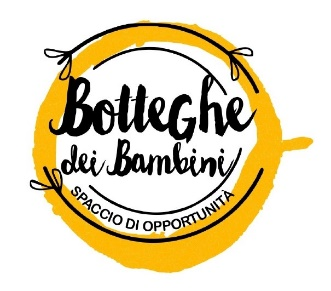 BotteGhe
dei Bambini
SPACCIO DI OPPORTUNITÀ